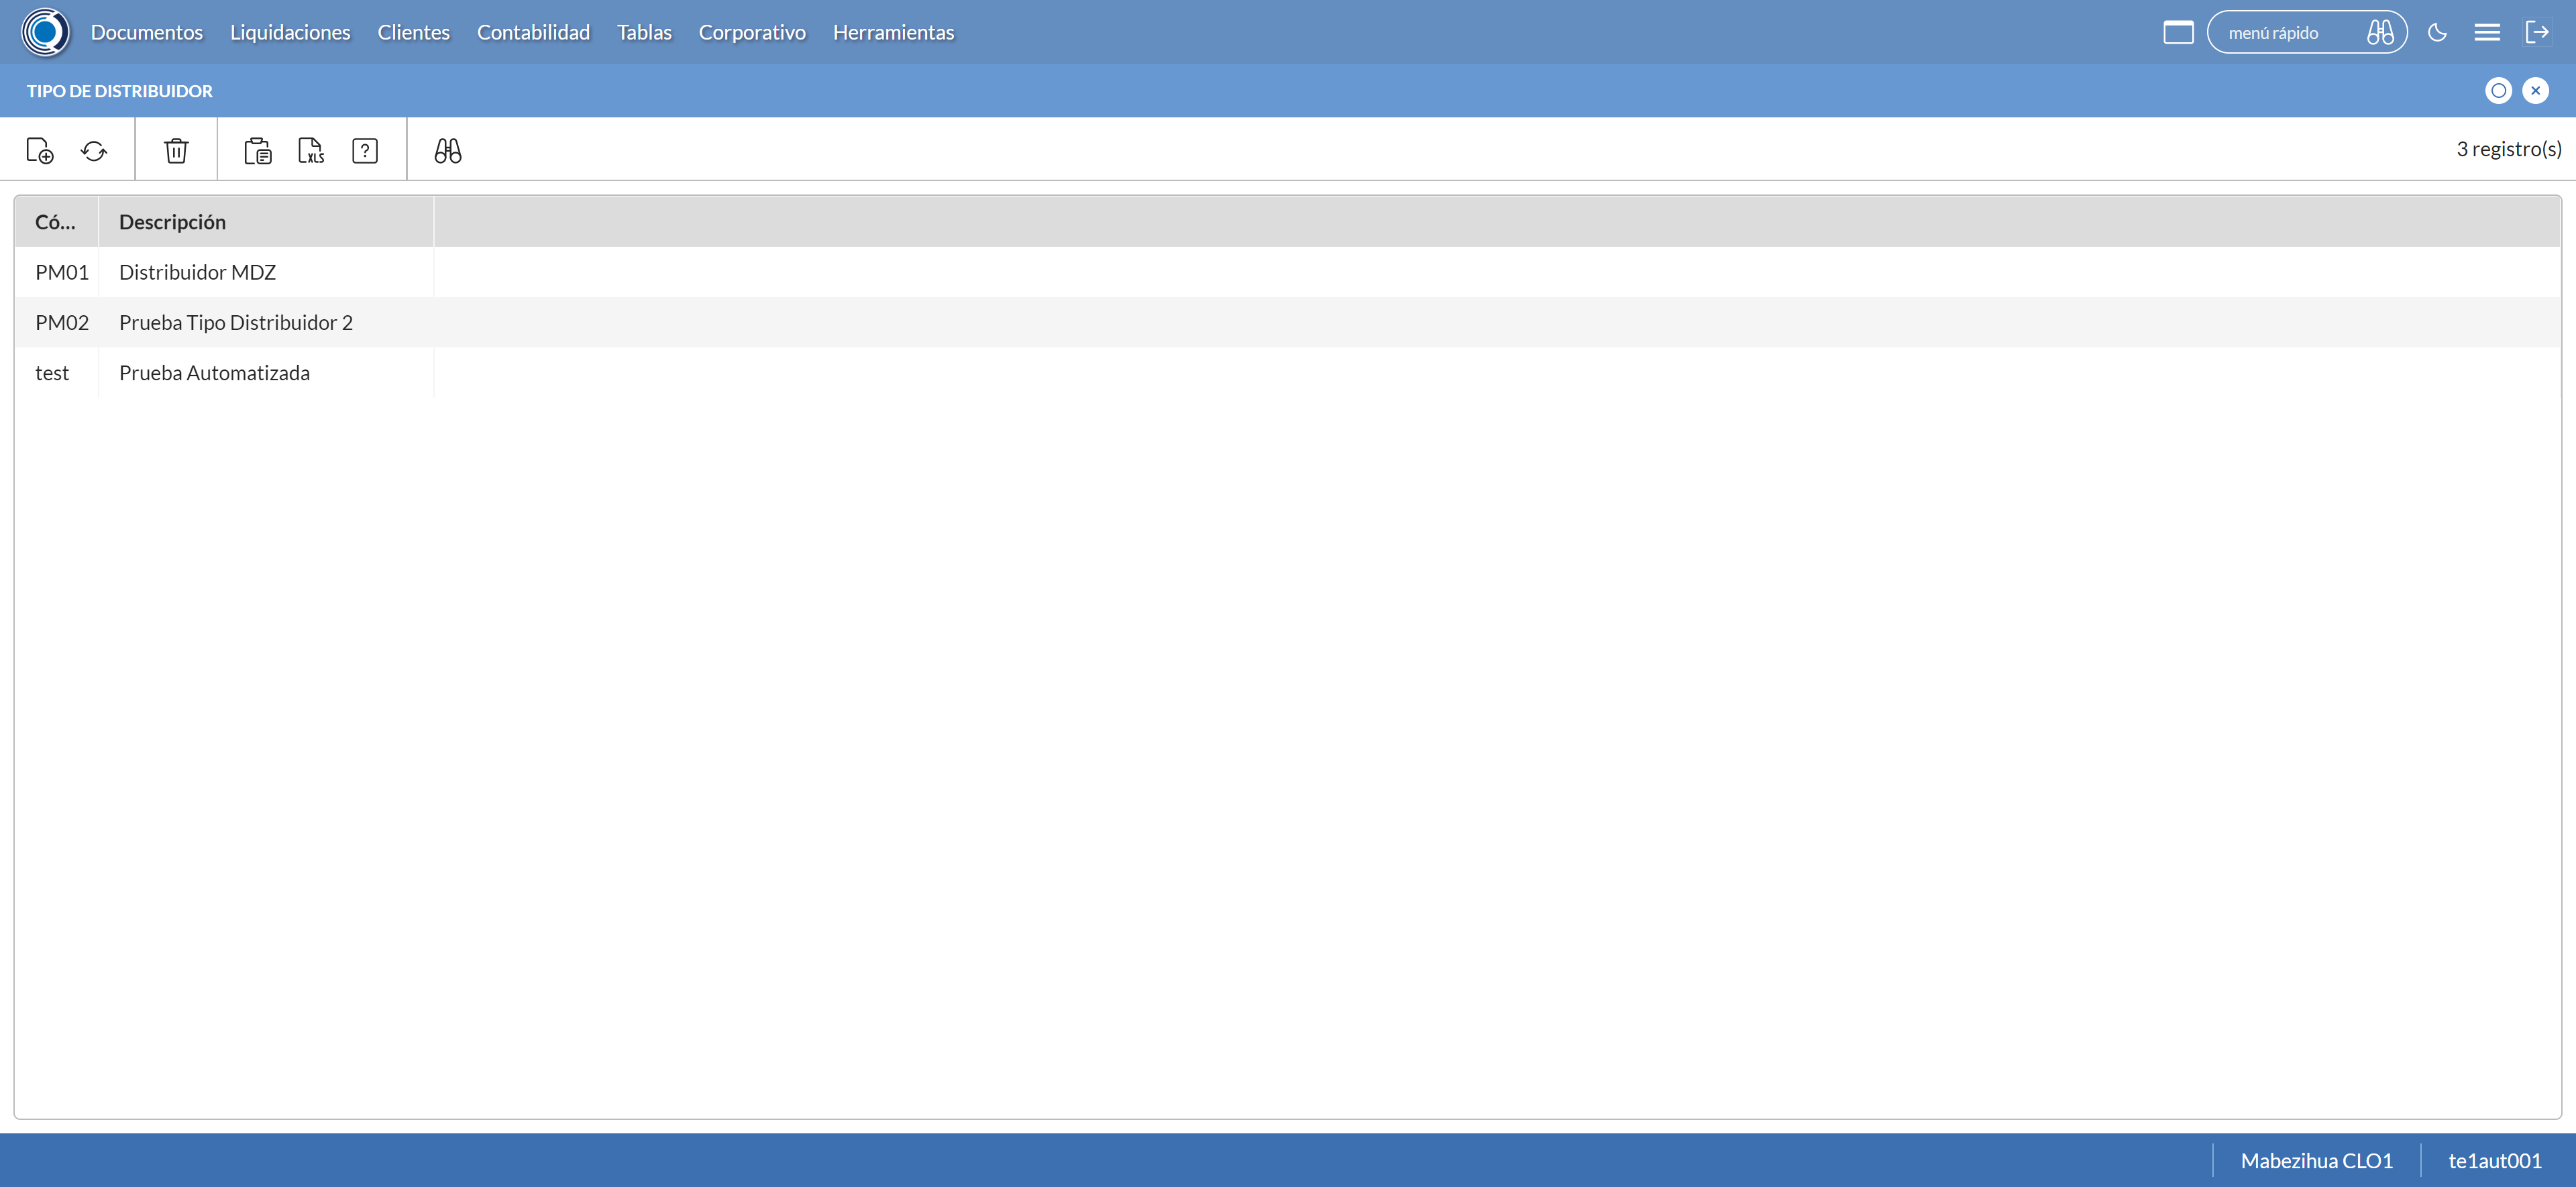 Documentos Liquidaciones Clientes Contabilidad Tablas Corporativo Herramientas menú rápido
TIPO DE DISTRIBUIDOR
XLS ? 3 registro(s)
Có... Descripción
PM01 Distribuidor MDZ
PM02 Prueba Tipo Distribuidor 2
test Prueba Automatizada
Mabezihua CLO1 te1aut001